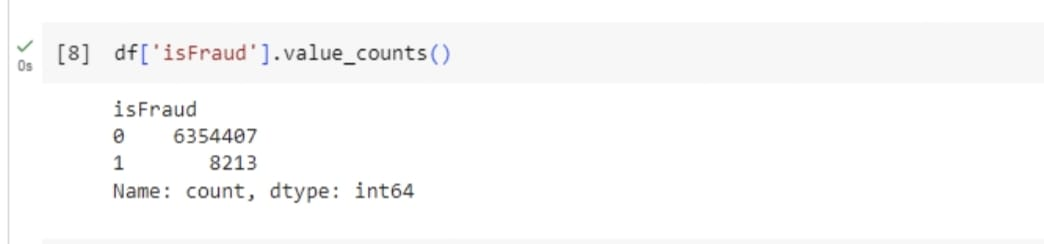 [8] df['isFraud'].value_counts()
0s
isFraud
0 6354407
1 8213
Name: count, dtype: int64